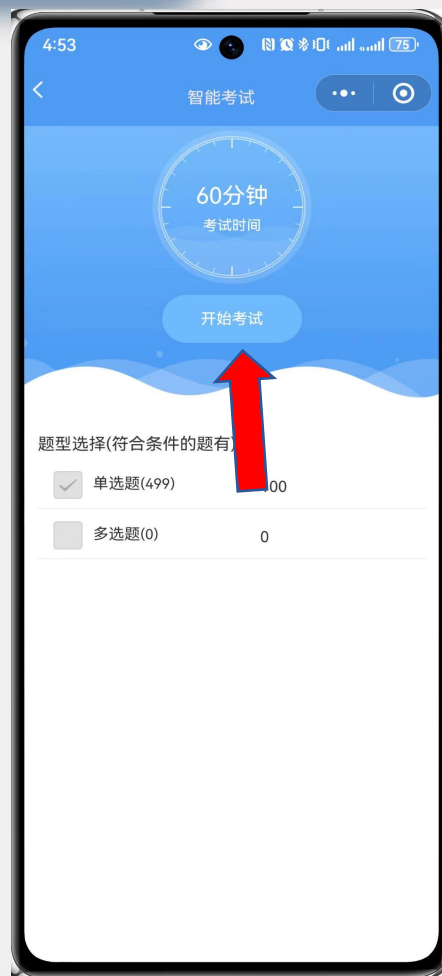 4:53
75
智能考试
60分钟
考试时间
开始考试
题型选择(符合条件的题有)
单选题(499)
00
多选题(0)
0